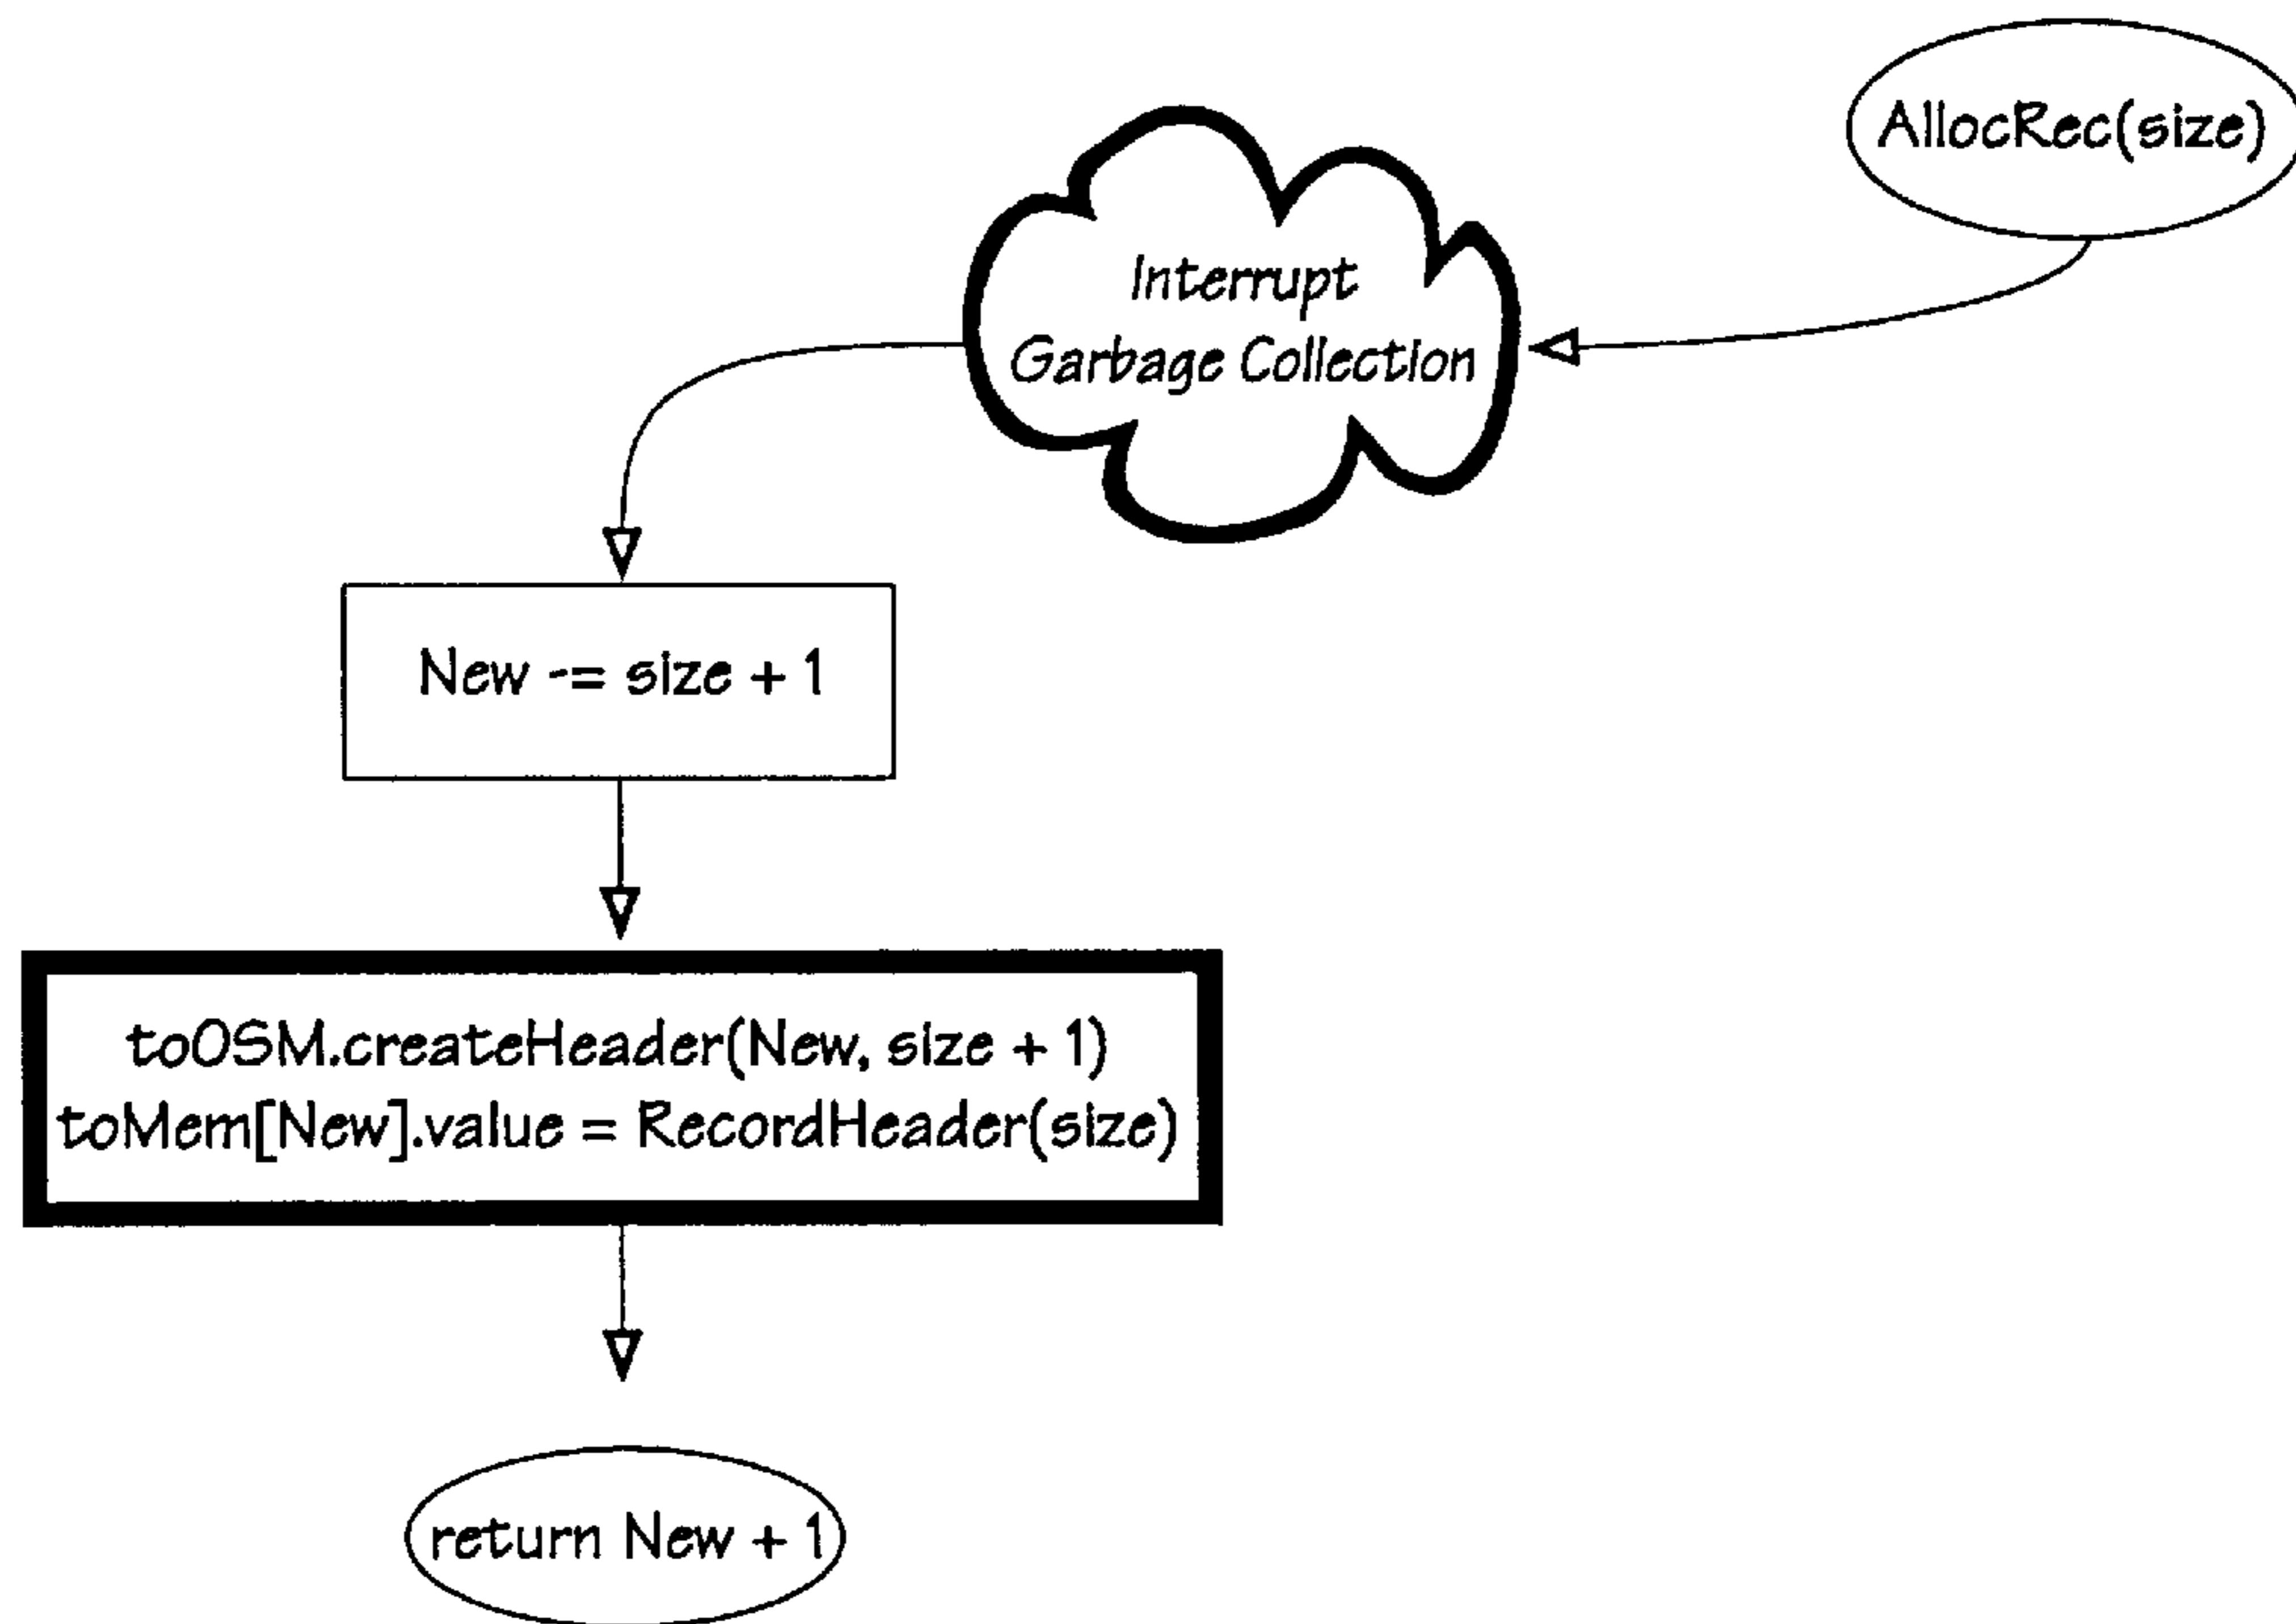 AllocRec(size)
Interrupt
Garbage Collection
New -= size + 1
toOSM.createHeader(New, size + 1)
toMem[New].value = RecordHeader(size)
return New + 1